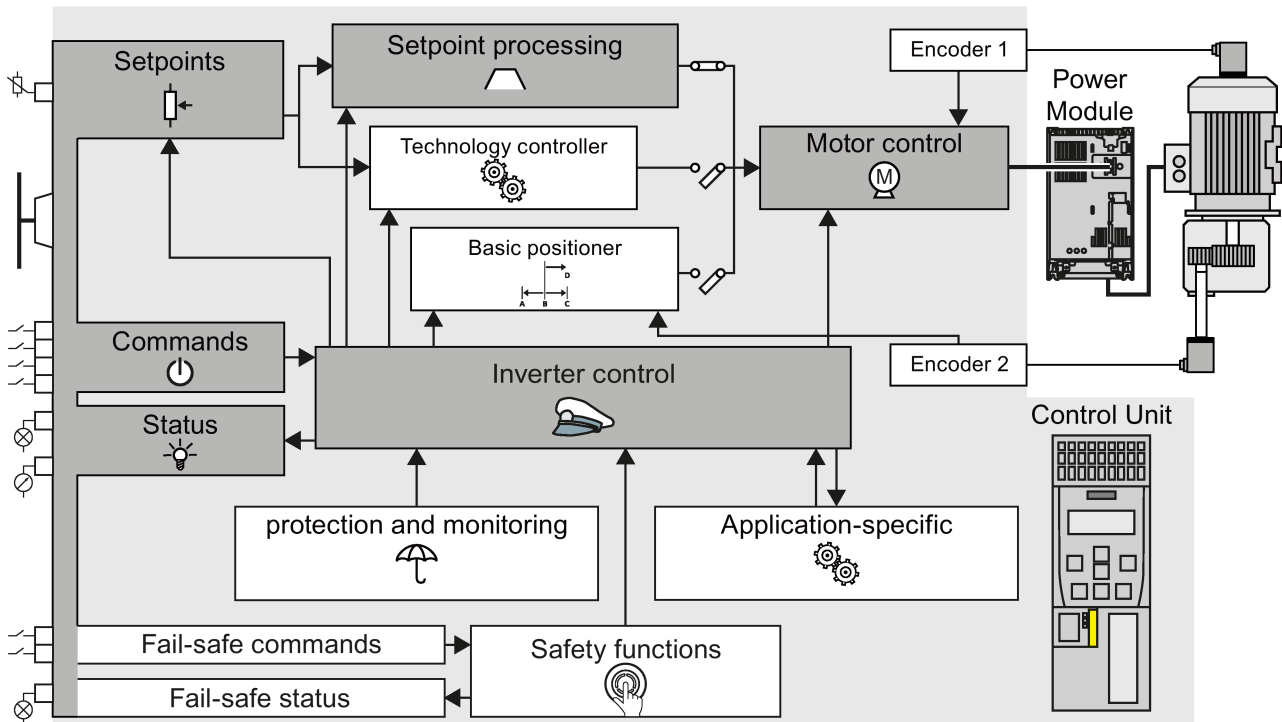 Setpoints
Setpoint processing
Encoder 1
Power
Module
Technology controller
Motor control
M
Basic positioner
D
A B C
Commands
Inverter control
Encoder 2
Status
Control Unit
protection and monitoring
Application-specific
Fail-safe commands
Safety functions
Fail-safe status